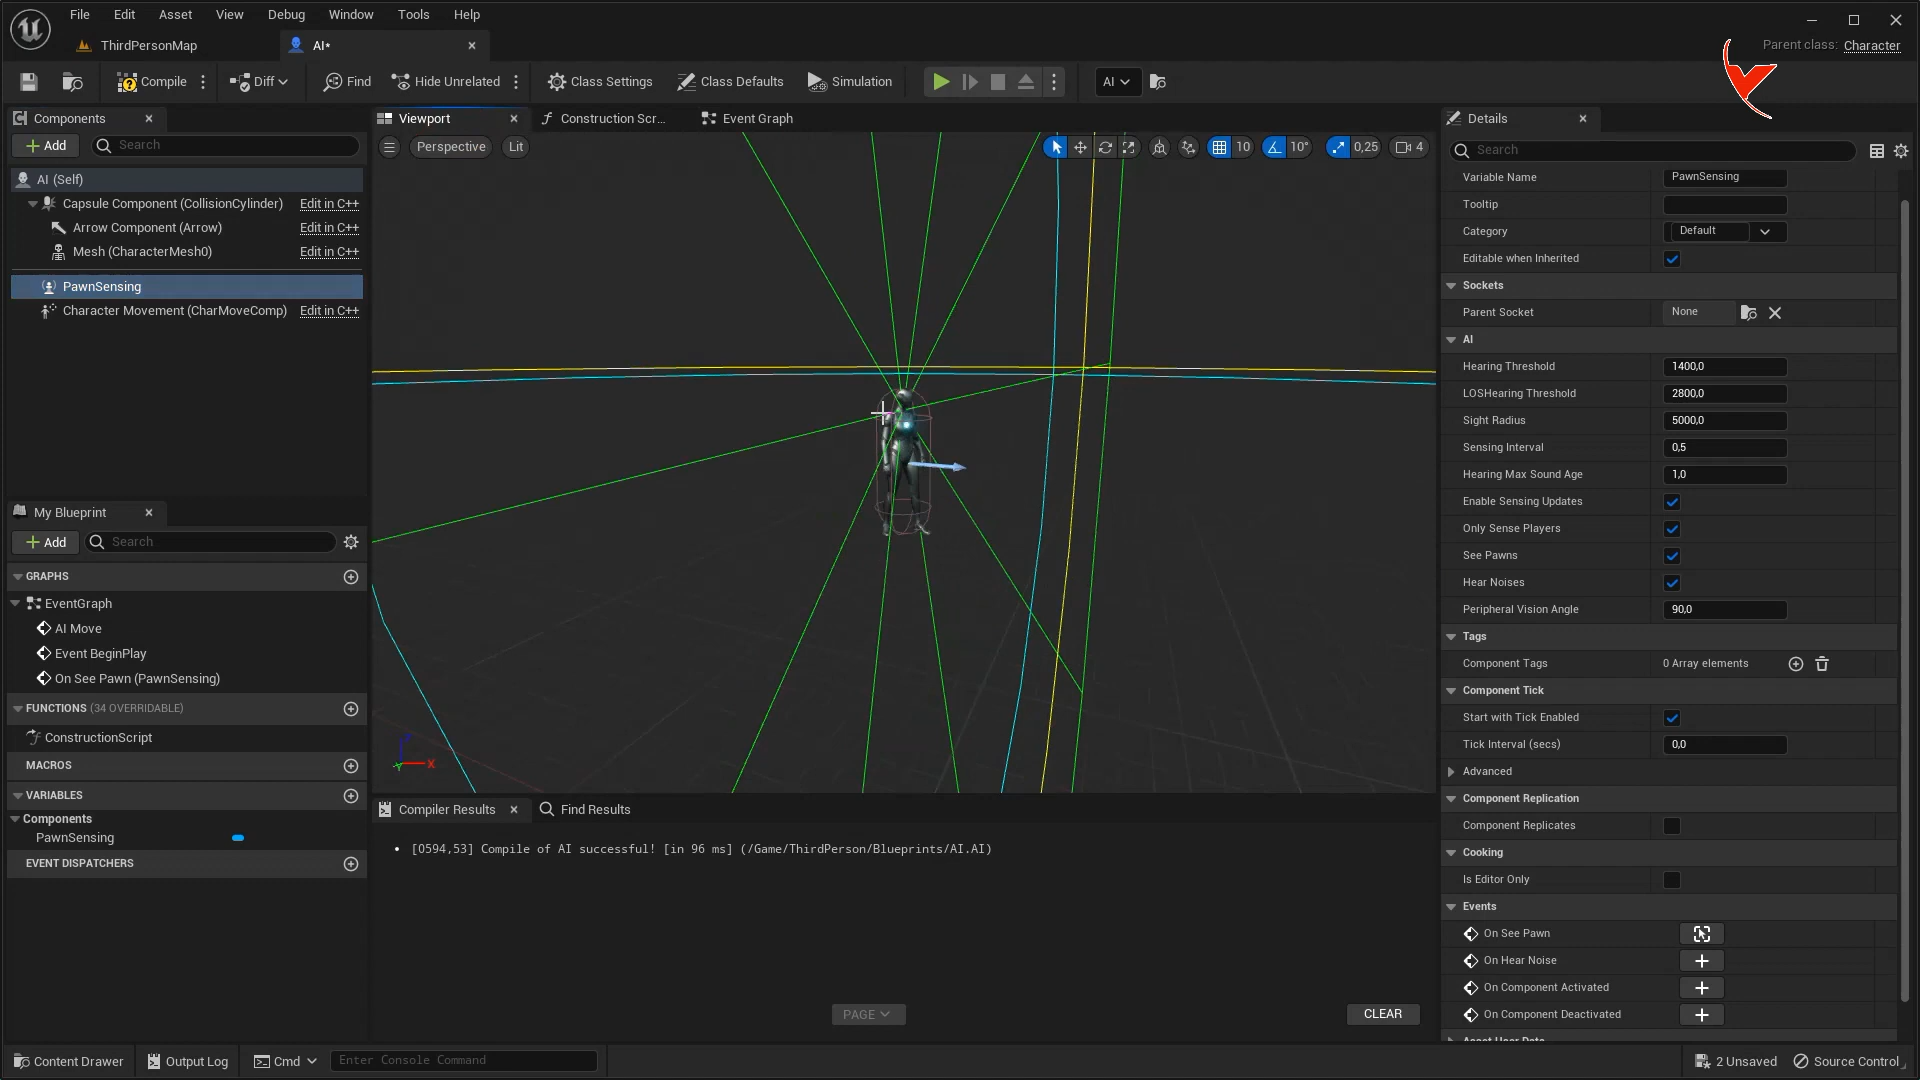 File Edit Asset View Debug Window Tools Help
ThirdPersonMap AI*
Parent class: Character
Compile Diff Find Hide Unrelated Class Settings Class Defaults Simulation AI
Components Viewport Construction Scr... Event Graph Details
Add Search
Perspective Lit 10 10° 0,25 4
Search
AI (Self)
Capsule Component (CollisionCylinder) Edit in C++
Arrow Component (Arrow) Edit in C++
Mesh (CharacterMesh0) Edit in C++
PawnSensing
Character Movement (CharMoveComp) Edit in C++
My Blueprint
Add Search
GRAPHS
EventGraph
AI Move
Event BeginPlay
On See Pawn (PawnSensing)
FUNCTIONS (34 OVERRIDABLE)
ConstructionScript
MACROS
VARIABLES
Components
PawnSensing
EVENT DISPATCHERS
X
Compiler Results Find Results
[0594,53] Compile of AI successful! [in 96 ms] (/Game/ThirdPerson/Blueprints/AI.AI)
PAGE CLEAR
Variable Name PawnSensing
Tooltip
Category Default
Editable when Inherited
Sockets
Parent Socket None
AI
Hearing Threshold 1400,0
LOSHearing Threshold 2800,0
Sight Radius 5000,0
Sensing Interval 0,5
Hearing Max Sound Age 1,0
Enable Sensing Updates
Only Sense Players
See Pawns
Hear Noises
Peripheral Vision Angle 90,0
Tags
Component Tags 0 Array elements
Component Tick
Start with Tick Enabled
Tick Interval (secs) 0,0
Advanced
Component Replication
Component Replicates
Cooking
Is Editor Only
Events
On See Pawn
On Hear Noise
On Component Activated
On Component Deactivated
Asset User Data
Content Drawer Output Log Cmd Enter Console Command 2 Unsaved Source Control